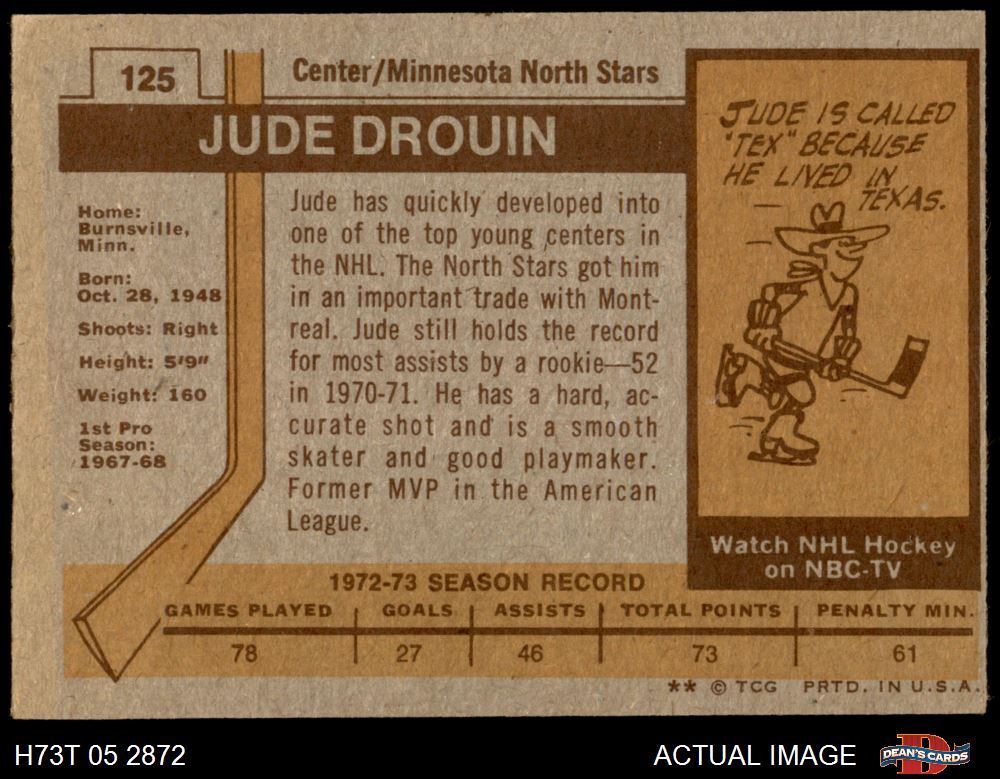 125
Center/Minnesota North Stars
JUDE DROUIN
Home:
Burnsville,
Minn.
Born:
Oct. 28, 1948
Shoots: Right
Height: 5'9"
Weight: 160
1st Pro
Season:
1967-68
Jude has quickly developed into
one of the top young centers in
the NHL. The North Stars got him
in an important trade with Mont-
real. Jude still holds the record
for most assists by a rookie—52
in 1970-71. He has a hard, ac-
curate shot and is a smooth
skater and good playmaker.
Former MVP in the American
League.
JUDE IS CALLED
"TEX" BECAUSE
HE LIVED IN
TEXAS.
Watch NHL Hockey
on NBC-TV
1972-73 SEASON RECORD
GAMES PLAYED GOALS ASSISTS TOTAL POINTS PENALTY MIN.
78 27 46 73 61
** © TCG PRTD. IN U.S.A.
H73T 05 2872
ACTUAL IMAGE
D
DEAN'S CARDS